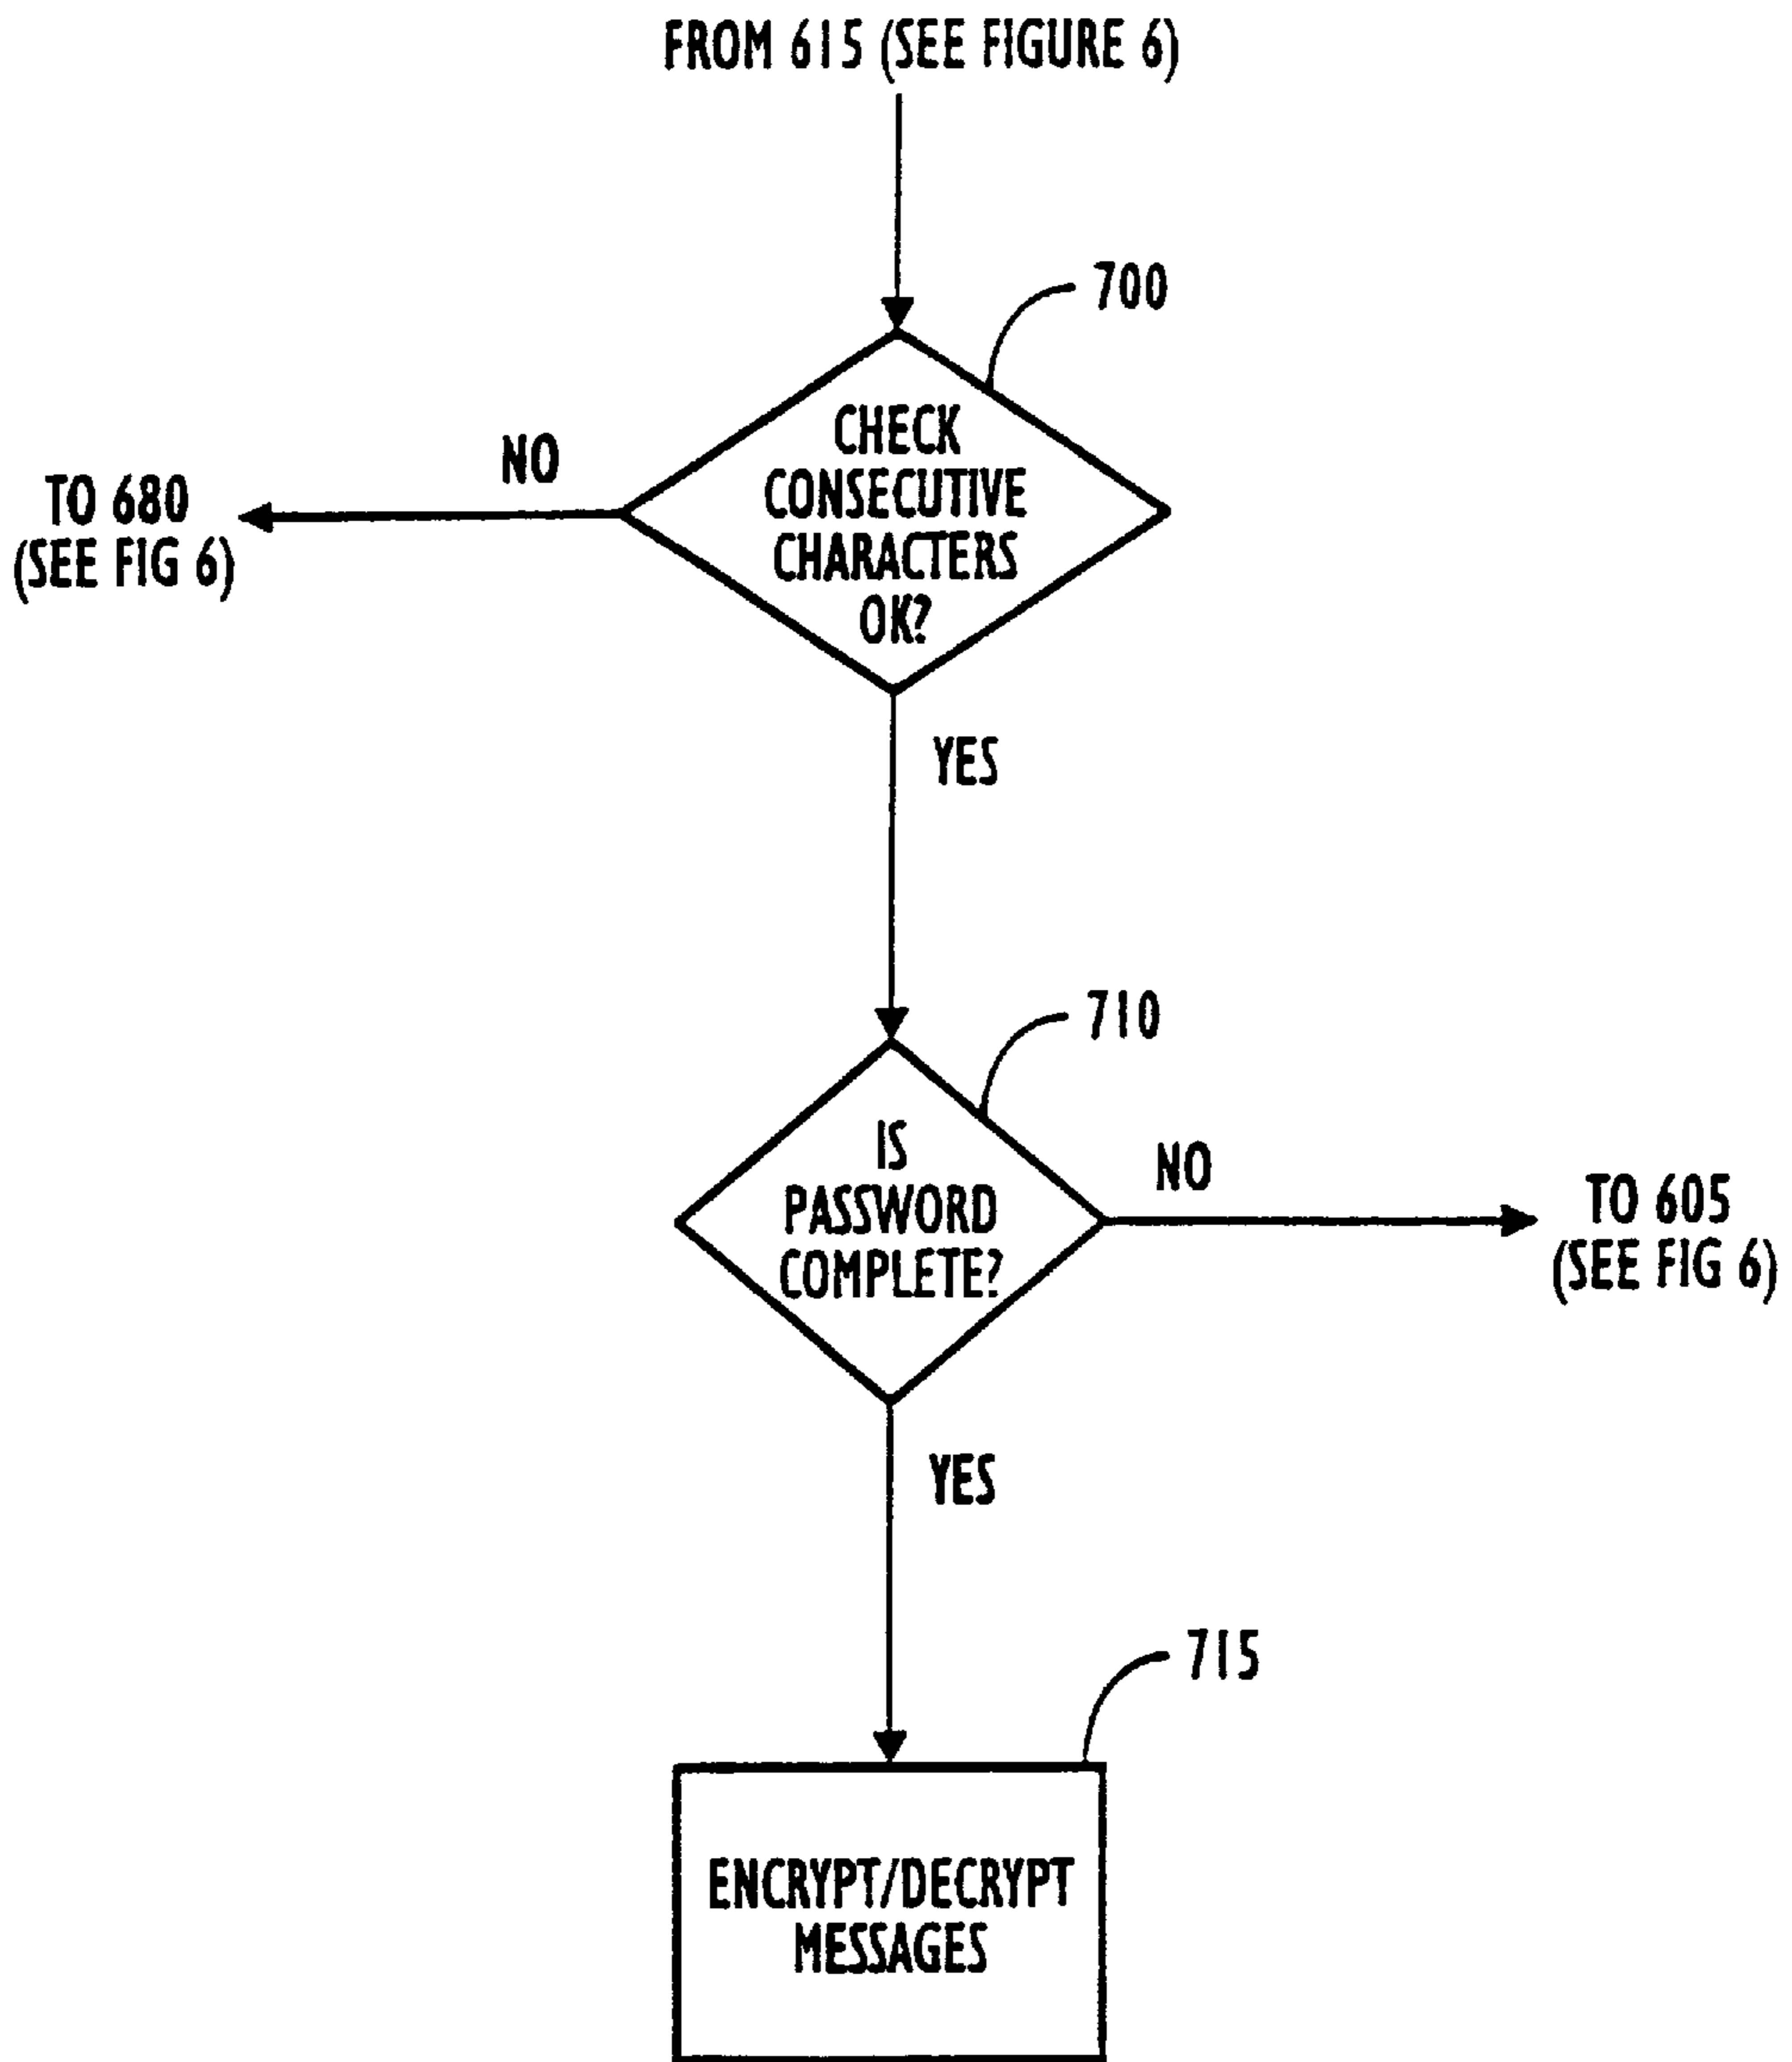 FROM 615 (SEE FIGURE 6)
700
CHECK
CONSECUTIVE
CHARACTERS
OK?
NO
TO 680
(SEE FIG 6)
YES
710
IS
PASSWORD
COMPLETE?
NO
TO 605
(SEE FIG 6)
YES
715
ENCRYPT/DECRYPT
MESSAGES